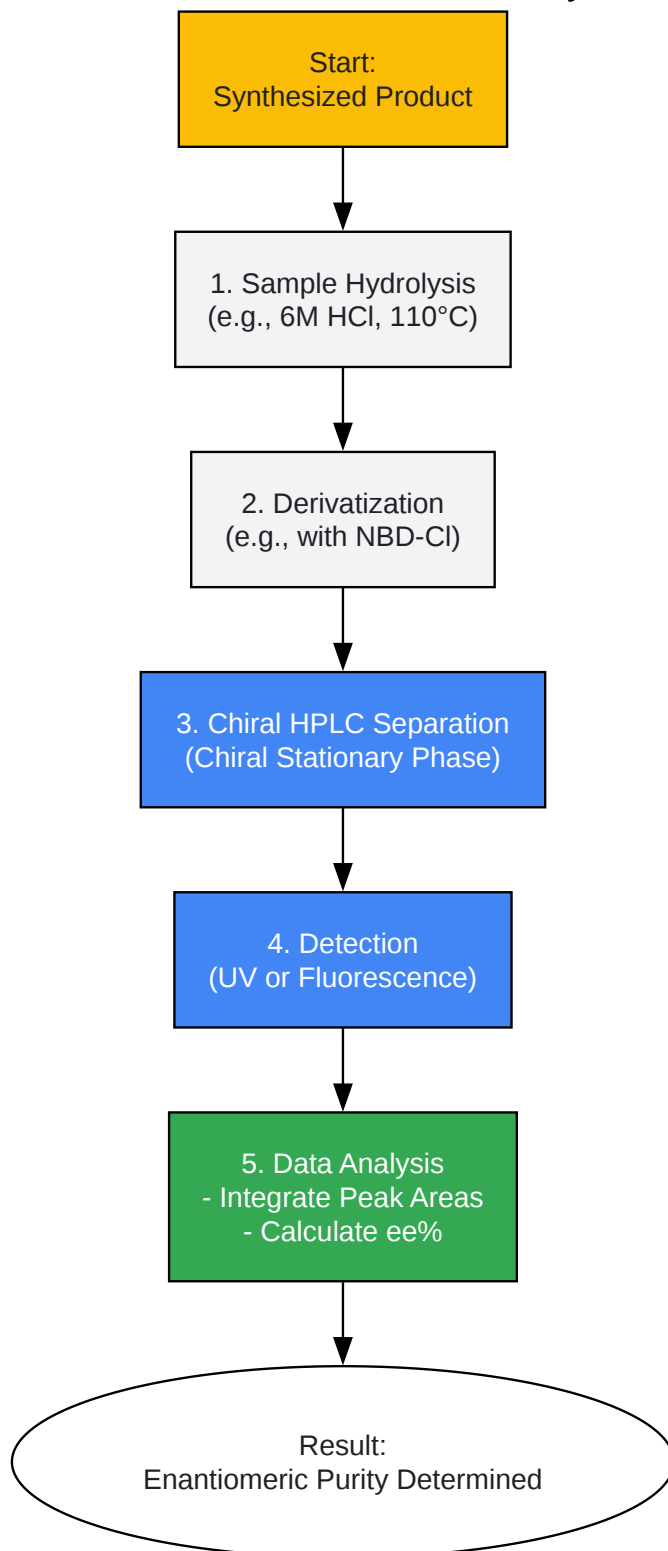 Start:
Synthesized Product
1. Sample Hydrolysis
(e.g., 6M HCl, 110°C)
2. Derivatization
(e.g., with NBD-Cl)
3. Chiral HPLC Separation
(Chiral Stationary Phase)
4. Detection
(UV or Fluorescence)
5. Data Analysis
- Integrate Peak Areas
- Calculate ee%
Result:
Enantiomeric Purity Determined